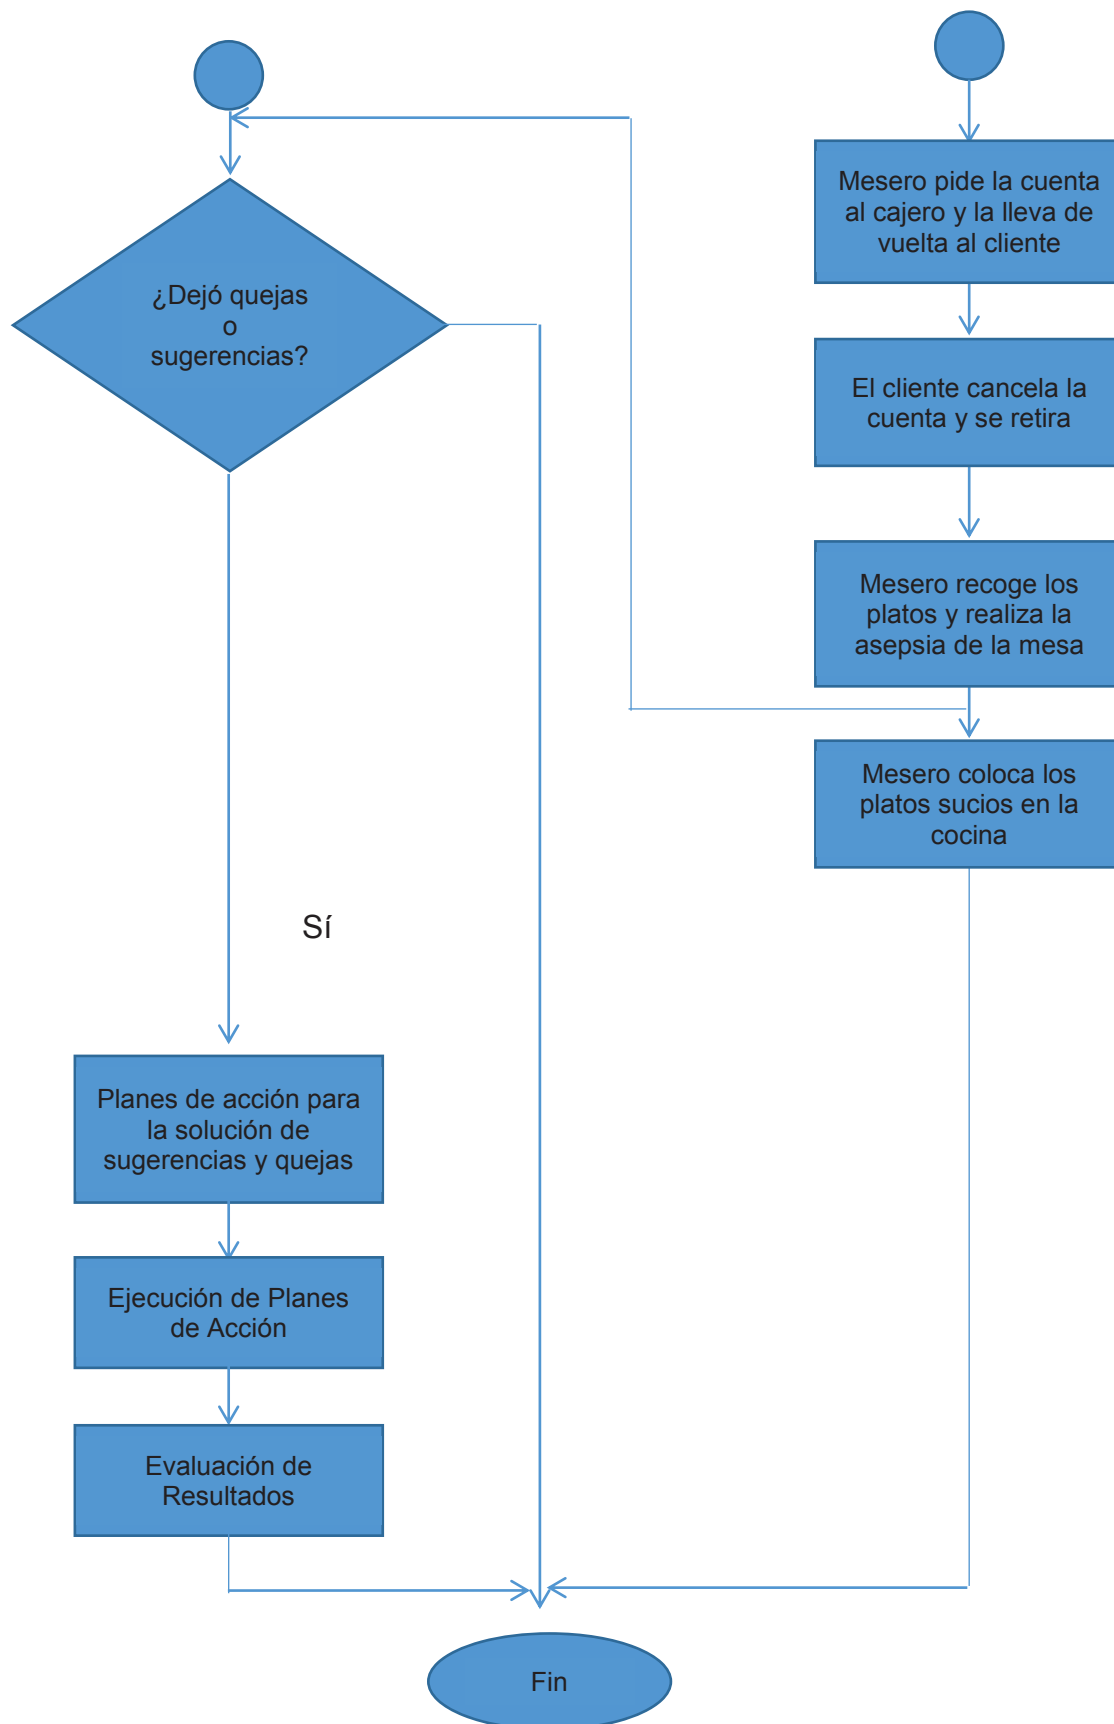 ¿Dejó quejas
o
sugerencias?
Sí
Planes de acción para
la solución de
sugerencias y quejas
Ejecución de Planes
de Acción
Evaluación de
Resultados
Mesero pide la cuenta
al cajero y la lleva de
vuelta al cliente
El cliente cancela la
cuenta y se retira
Mesero recoge los
platos y realiza la
asepsia de la mesa
Mesero coloca los
platos sucios en la
cocina
Fin